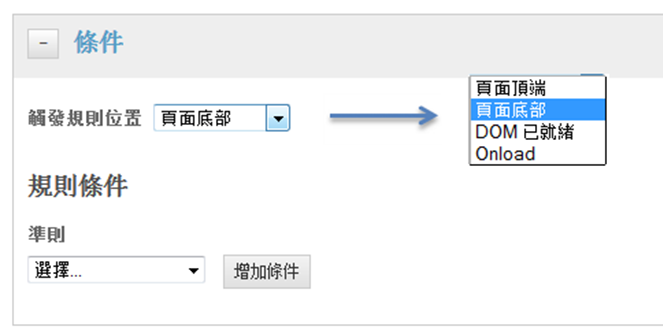 - 條件
觸發規則位置 頁面底部
頁面頂端
頁面底部
DOM 已就緒
Onload
規則條件
準則
選擇... 增加條件